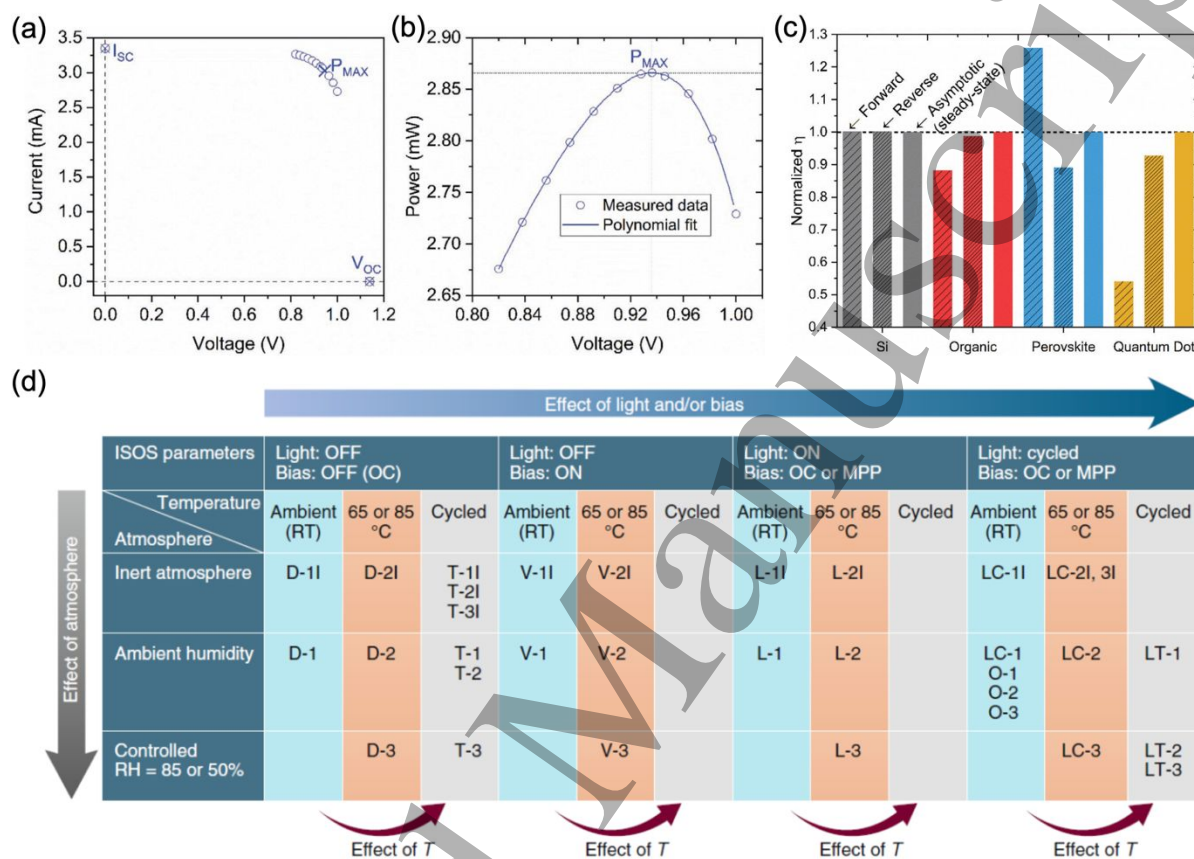 (a)
3.5
3.0
2.5
2.0
1.5
1.0
0.5
0.0
Current (mA)
I_SC
P_MAX
V_OC
0.0 0.2 0.4 0.6 0.8 1.0 1.2
Voltage (V)
(b)
2.90
2.85
2.80
2.75
2.70
2.65
Power (mW)
P_MAX
Measured data
Polynomial fit
0.80 0.84 0.88 0.92 0.96 1.00
Voltage (V)
(c)
1.3
1.2
1.1
1.0
0.9
0.8
0.7
0.6
0.5
0.4
Normalized η
← Forward
← Reverse
← Asymptotic
(steady-state)
Si Organic Perovskite Quantum Dot
(d)
Effect of light and/or bias
Effect of atmosphere
ISOS parameters
Light: OFF
Bias: OFF (OC)
Light: OFF
Bias: ON
Light: ON
Bias: OC or MPP
Light: cycled
Bias: OC or MPP
Temperature
Atmosphere
Ambient
(RT)
65 or 85
°C
Cycled
Ambient
(RT)
65 or 85
°C
Cycled
Ambient
(RT)
65 or 85
°C
Cycled
Ambient
(RT)
65 or 85
°C
Cycled
Inert atmosphere
D-1I
D-2I
T-1I
T-2I
T-3I
V-1I
V-2I
L-1I
L-2I
LC-1I
LC-2I, 3I
Ambient humidity
D-1
D-2
T-1
T-2
V-1
V-2
L-1
L-2
LC-1
O-1
O-2
O-3
LC-2
LT-1
Controlled
RH = 85 or 50%
D-3
T-3
V-3
L-3
LC-3
LT-2
LT-3
Effect of T
Effect of T
Effect of T
Effect of T
Manuscrip